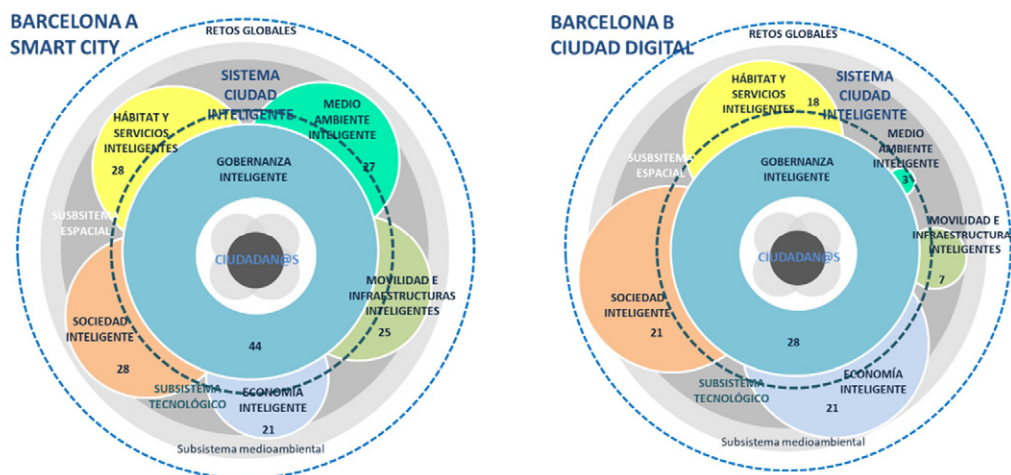 BARCELONA A
SMART CITY
RETOS GLOBALES
SISTEMA
CIUDAD
INTELIGENTE
HÁBITAT Y
SERVICIOS
INTELIGENTES
28
MEDIO
AMBIENTE
INTELIGENTE
27
GOBERNANZA
INTELIGENTE
SUSBSITEM
ESPACIAL
CIUDADAN@S
MOVILIDAD E
INFRAESTRUCTURAS
INTELIGENTES
7
25
SOCIEDAD
INTELIGENTE
28
44
SUBSISTEMA
TECNOLÓGICO
ECONOMÍA
INTELIGENTE
21
Subsistema medioambiental
BARCELONA B
CIUDAD DIGITAL
RETOS GLOBALES
HÁBITAT Y
SERVICIOS
INTELIGENTES
18
SISTEMA
CIUDAD
INTELIGENTE
MEDIO
AMBIENTE
INTELIGENTE
3
SUSBSITEMA
ESPACIAL
GOBERNANZA
INTELIGENTE
CIUDADAN@S
MOVILIDAD E
INFRAESTRUCTURAS
INTELIGENTES
7
SOCIEDAD
INTELIGENTE
21
28
SUBSISTEMA
TECNOLÓGICO
ECONOMÍA
INTELIGENTE
21
Subsistema medioambiental